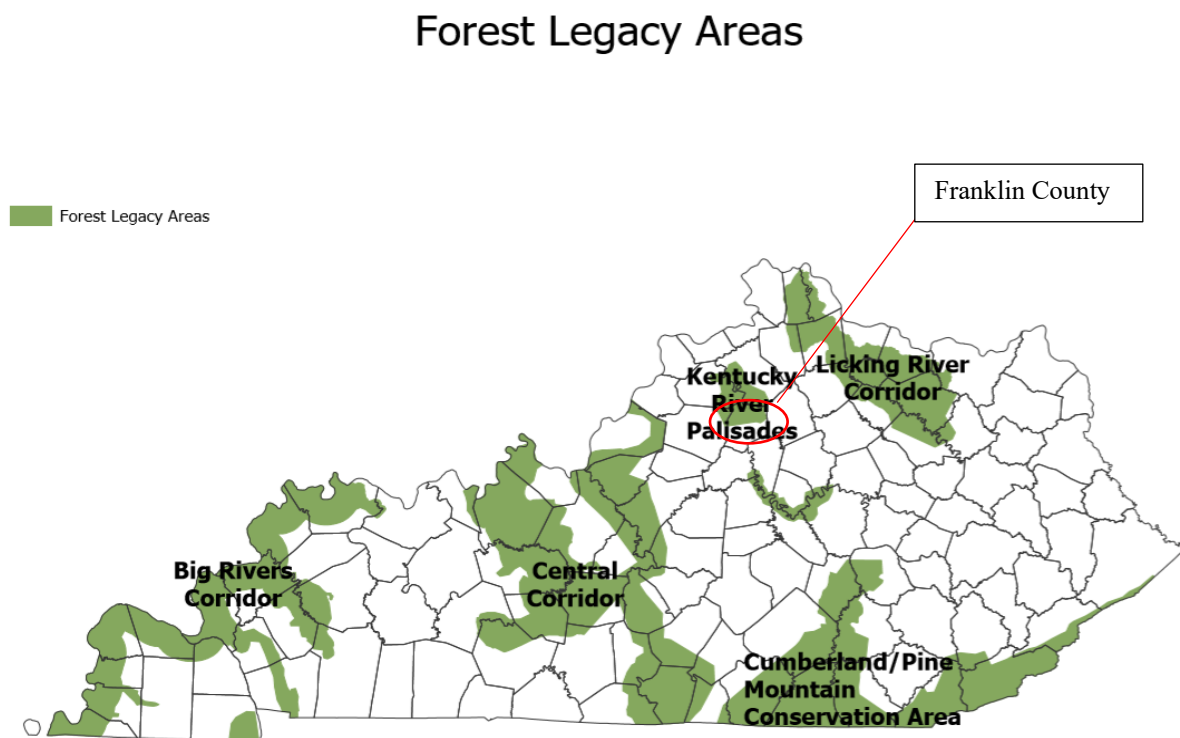 Forest Legacy Areas
Franklin County
Forest Legacy Areas
Kentucky
River
Palisades
Licking River
Corridor
Big Rivers
Corridor
Central
Corridor
Cumberland/Pine
Mountain
Conservation Area